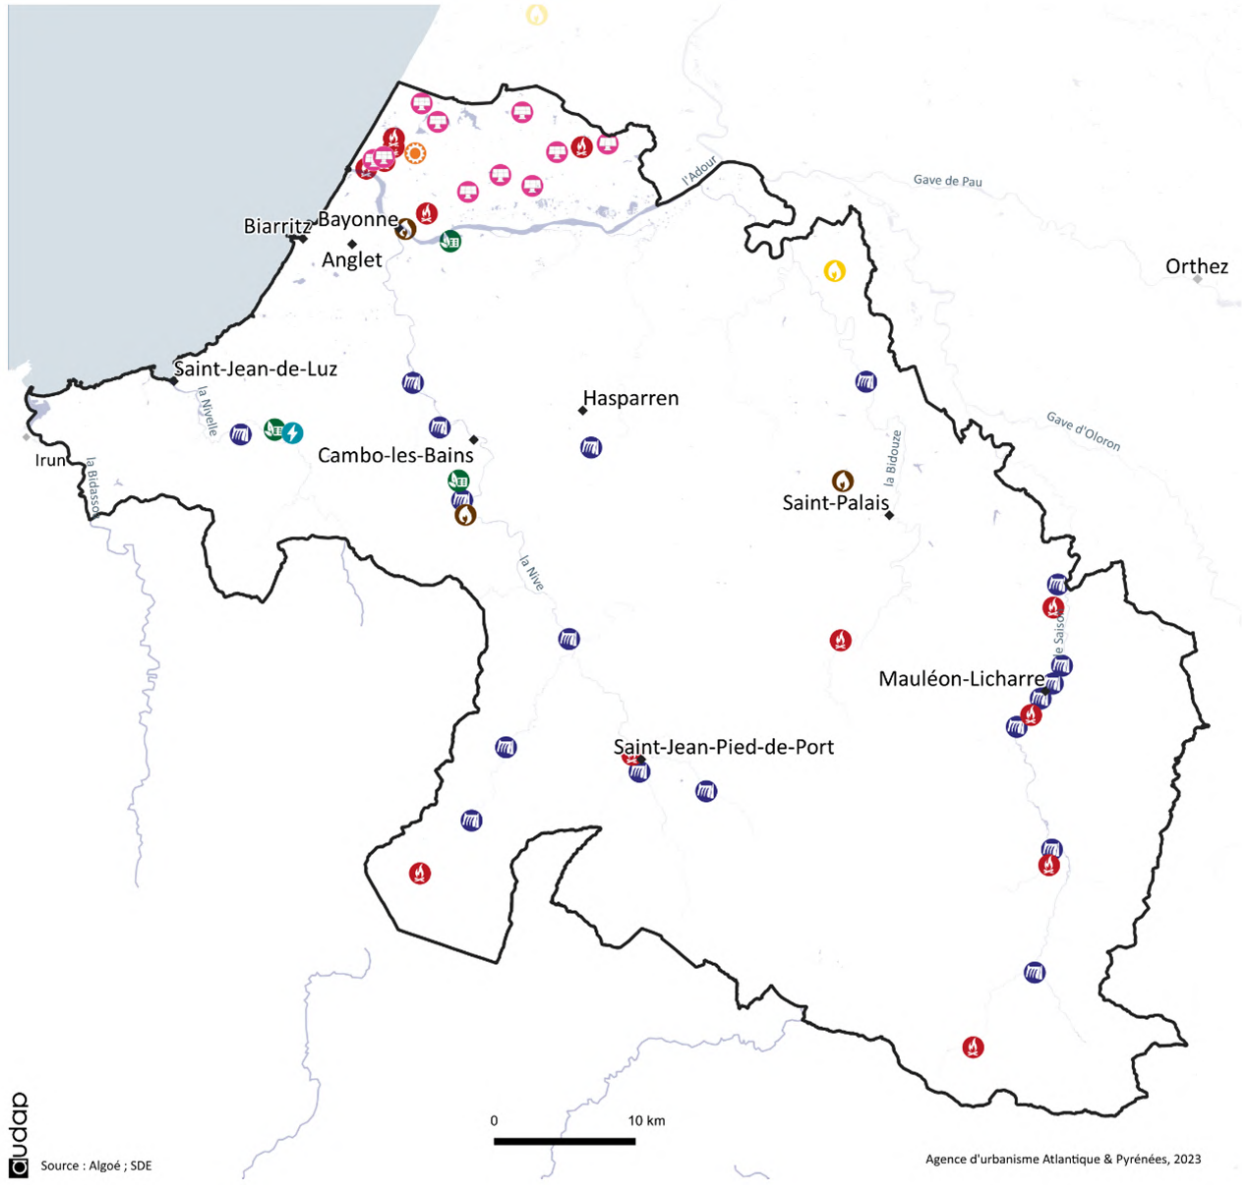 l'Adour
Gave de Pau
Biarritz
Bayonne
Anglet
Orthez
Saint-Jean-de-Luz
la Nivelle
Hasparren
Gave d'Oloron
Irun
la Bidassoa
Cambo-les-Bains
la Bidouze
Saint-Palais
la Nive
le Saison
Mauléon-Licharre
Saint-Jean-Pied-de-Port
0 10 km
audap
Source : Algoé ; SDE
Agence d'urbanisme Atlantique & Pyrénées, 2023